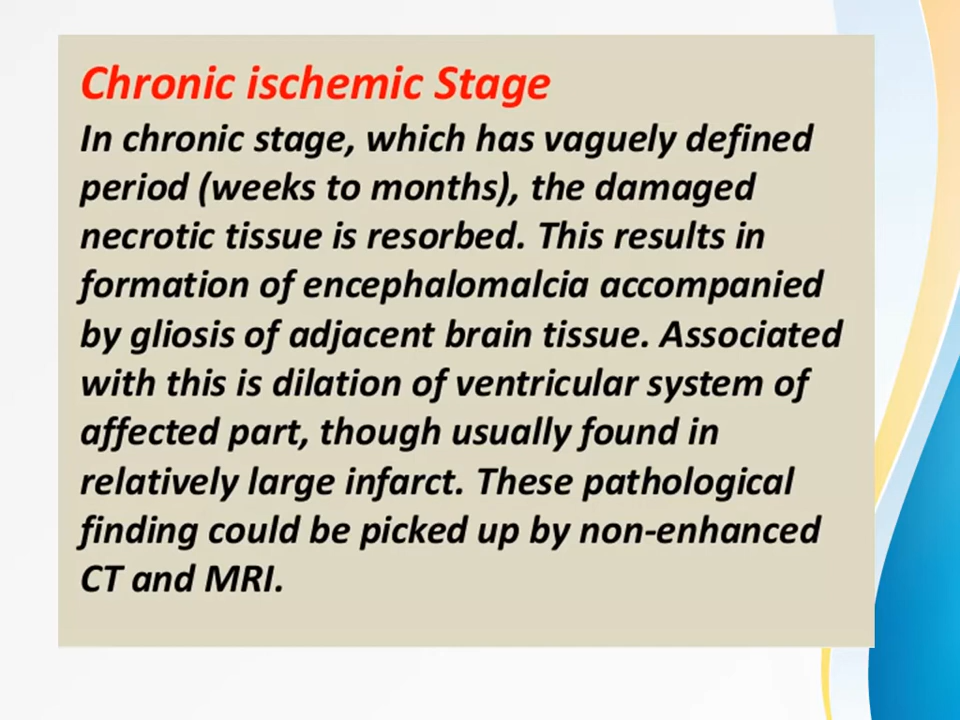 Chronic ischemic Stage
In chronic stage, which has vaguely defined
period (weeks to months), the damaged
necrotic tissue is resorbed. This results in
formation of encephalomalcia accompanied
by gliosis of adjacent brain tissue. Associated
with this is dilation of ventricular system of
affected part, though usually found in
relatively large infarct. These pathological
finding could be picked up by non-enhanced
CT and MRI.